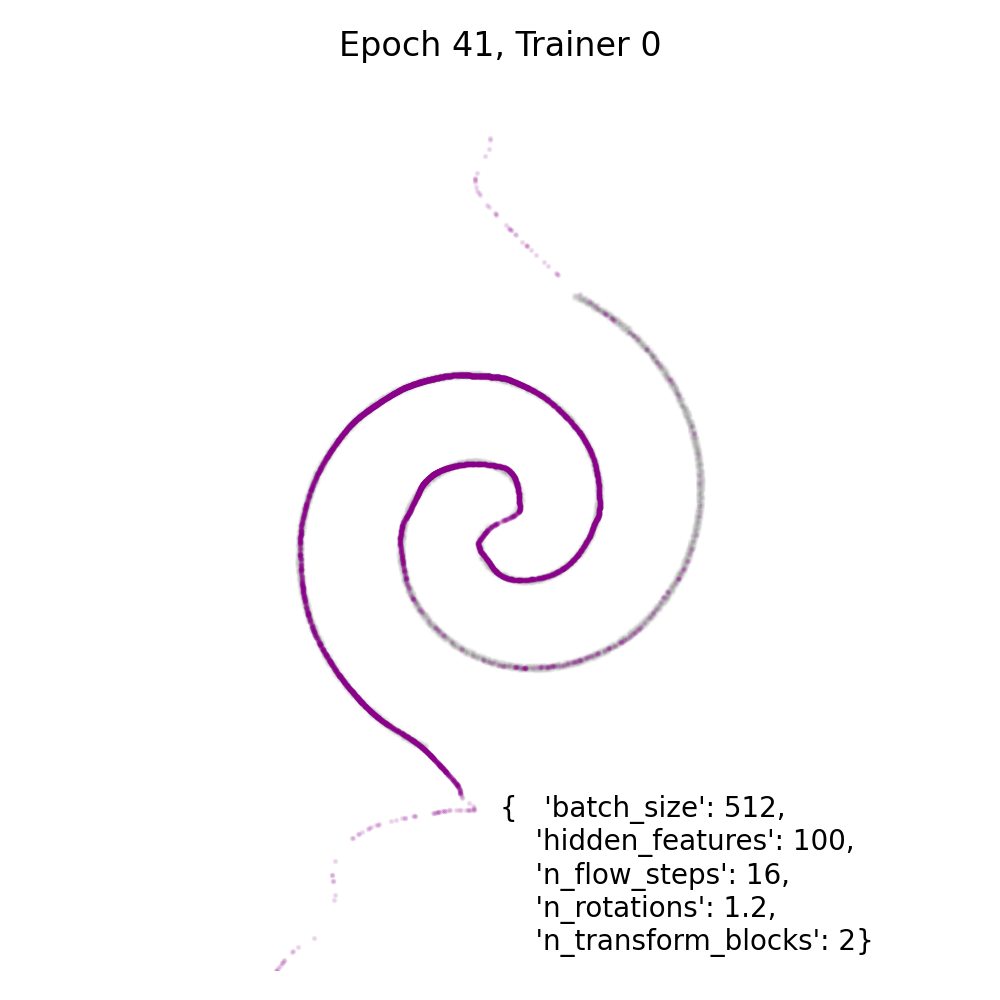 Epoch 41, Trainer 0
{   'batch_size': 512,
'hidden_features': 100,
'n_flow_steps': 16,
'n_rotations': 1.2,
'n_transform_blocks': 2}